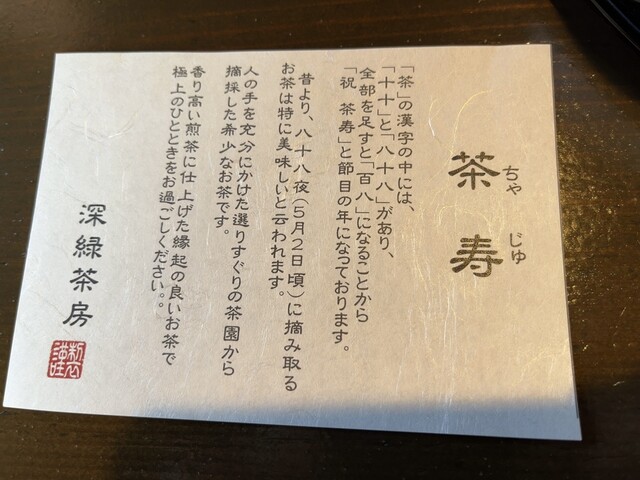 茶寿
ちゃ じゅ
「茶」の漢字の中には、
「十十」と「八十八」があり、
全部を足すと「百八」になることから
「祝 茶寿」と節目の年になっております。
昔より、八十八夜(5月2日頃)に摘み取る
お茶は特に美味しいと云われます。
人の手を充分にかけた選りすぐりの茶園から
摘採した希少なお茶です。
香り高い煎茶に仕上げた縁起の良いお茶で
極上のひとときをお過ごしください。。
深緑茶房
謹製